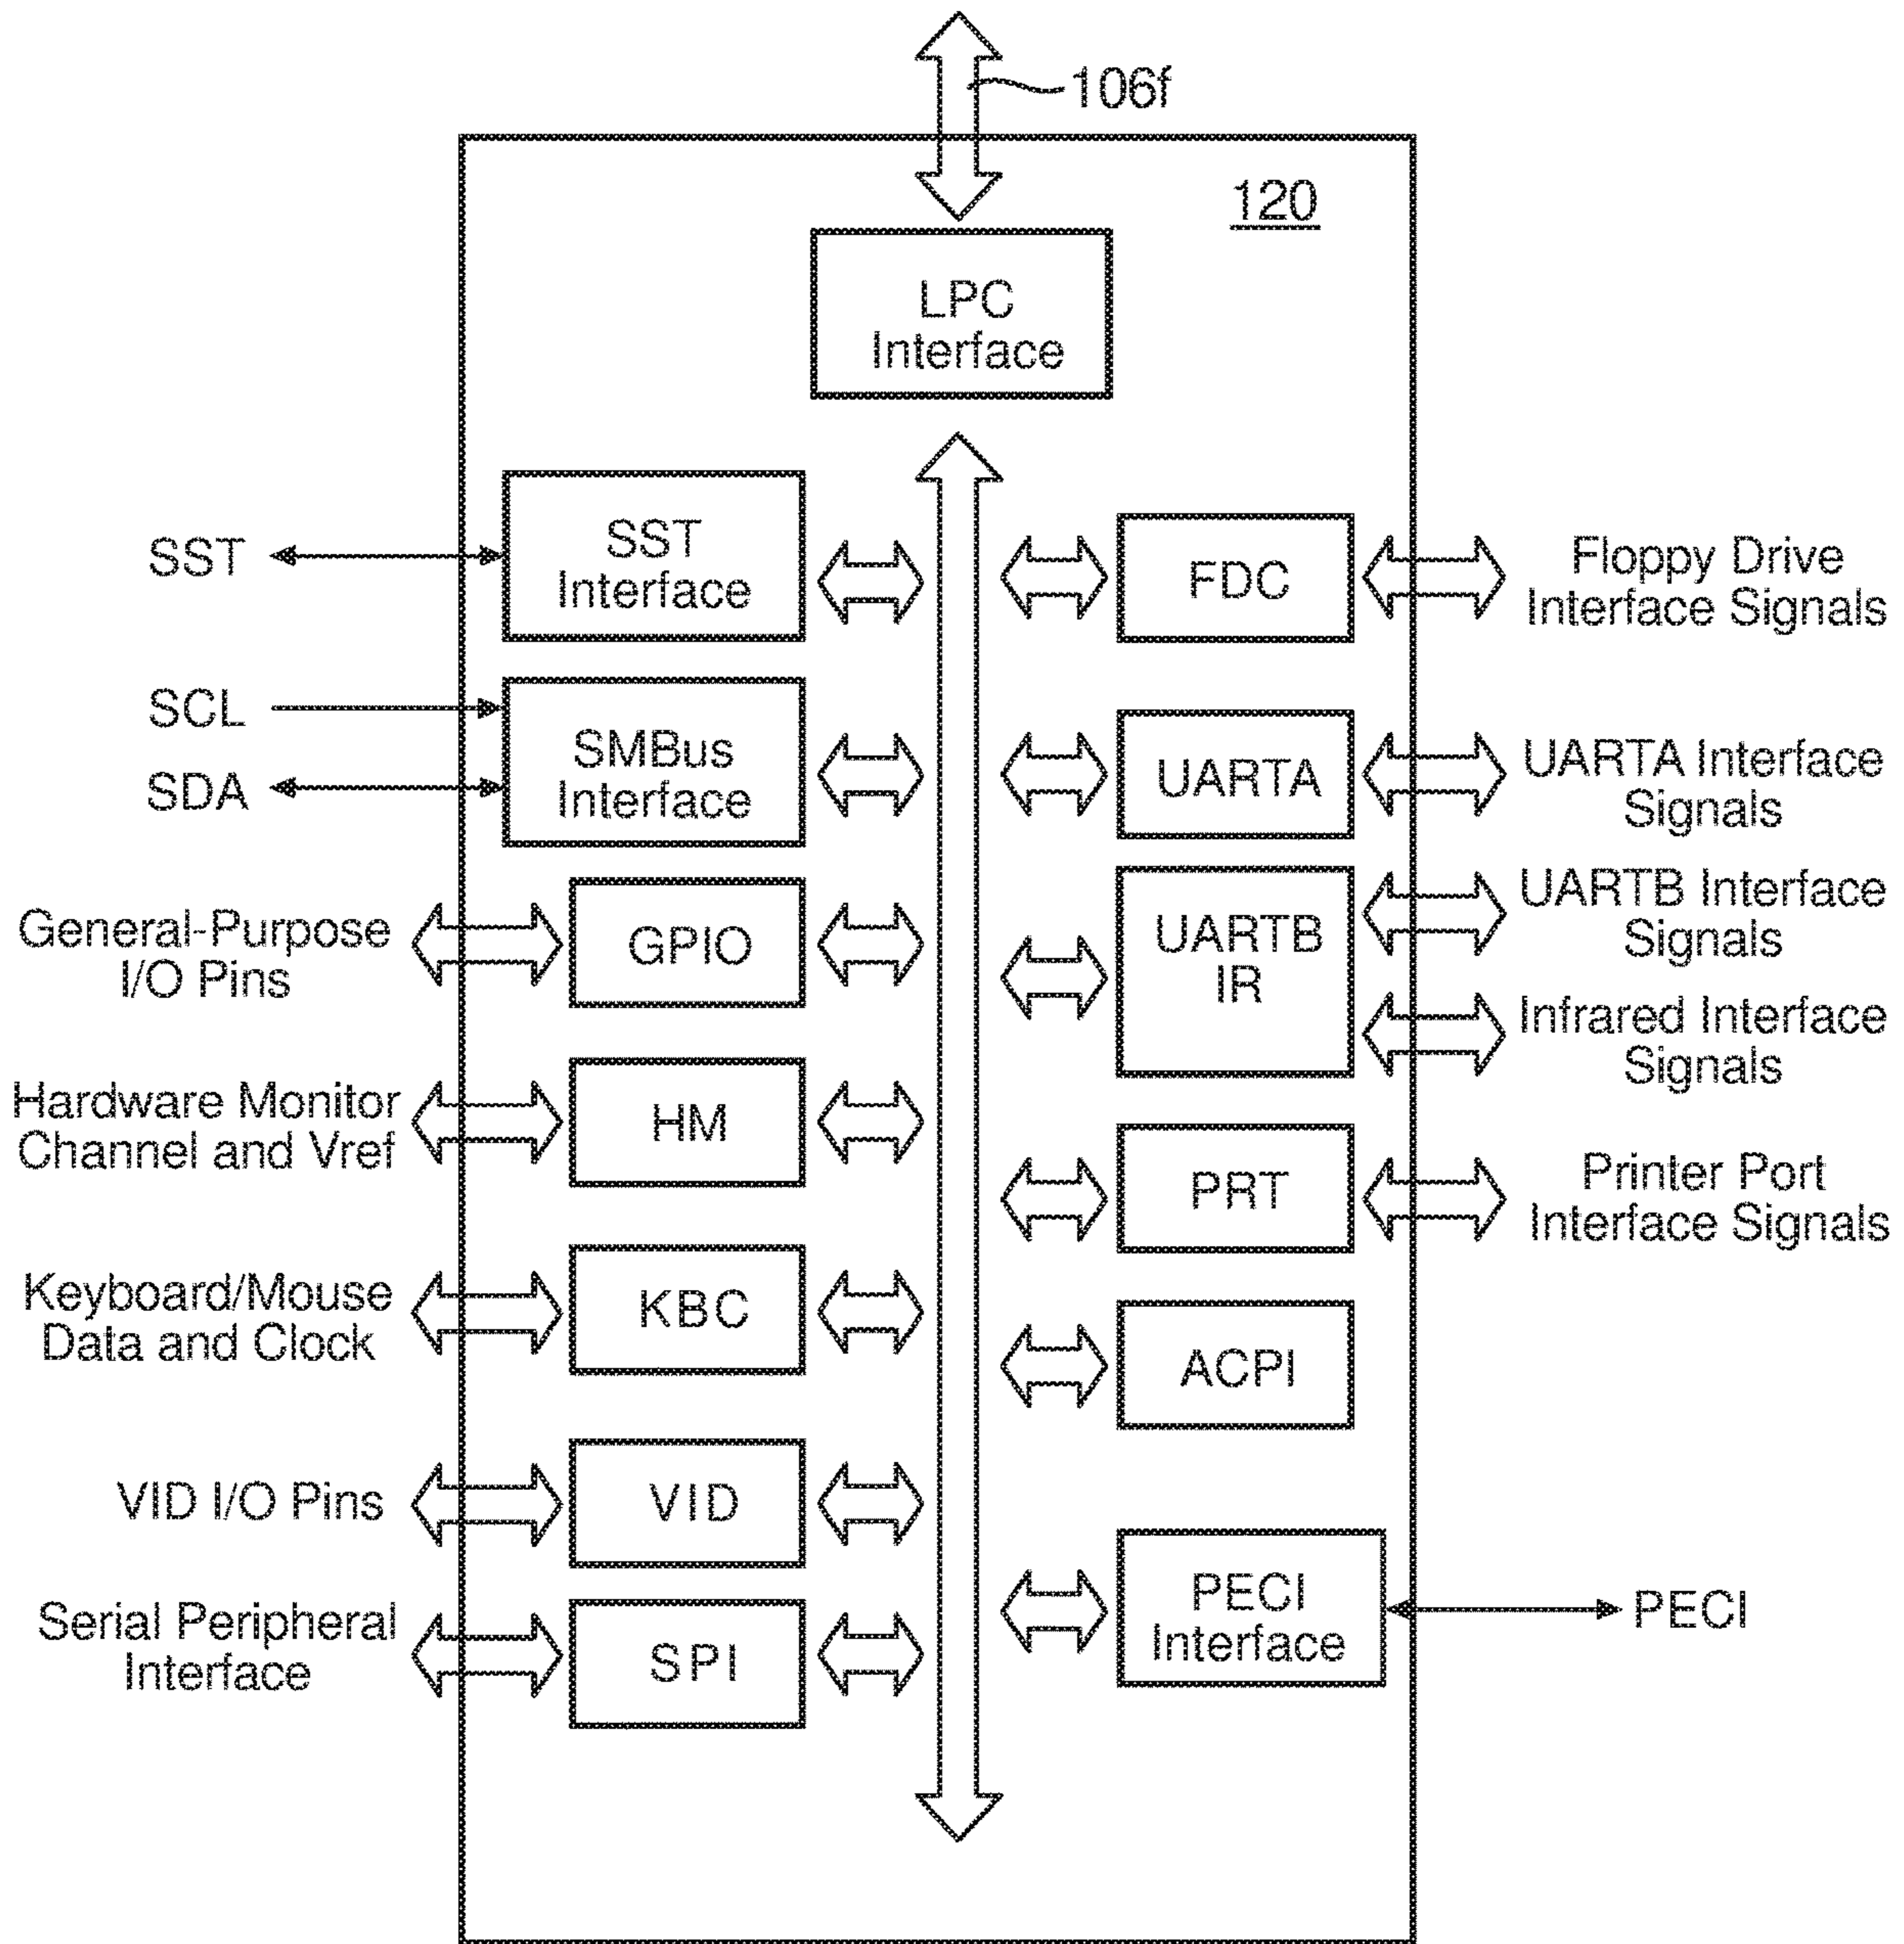 106f
120
LPC
Interface
SST
SST
Interface
SCL
SDA
SMBus
Interface
General-Purpose
I/O Pins
GPIO
Hardware Monitor
Channel and Vref
HM
Keyboard/Mouse
Data and Clock
KBC
VID I/O Pins
VID
Serial Peripheral
Interface
SPI
FDC
Floppy Drive
Interface Signals
UARTA
UARTA Interface
Signals
UARTB
IR
UARTB Interface
Signals
Infrared Interface
Signals
PRT
Printer Port
Interface Signals
ACPI
PECI
Interface
PECI